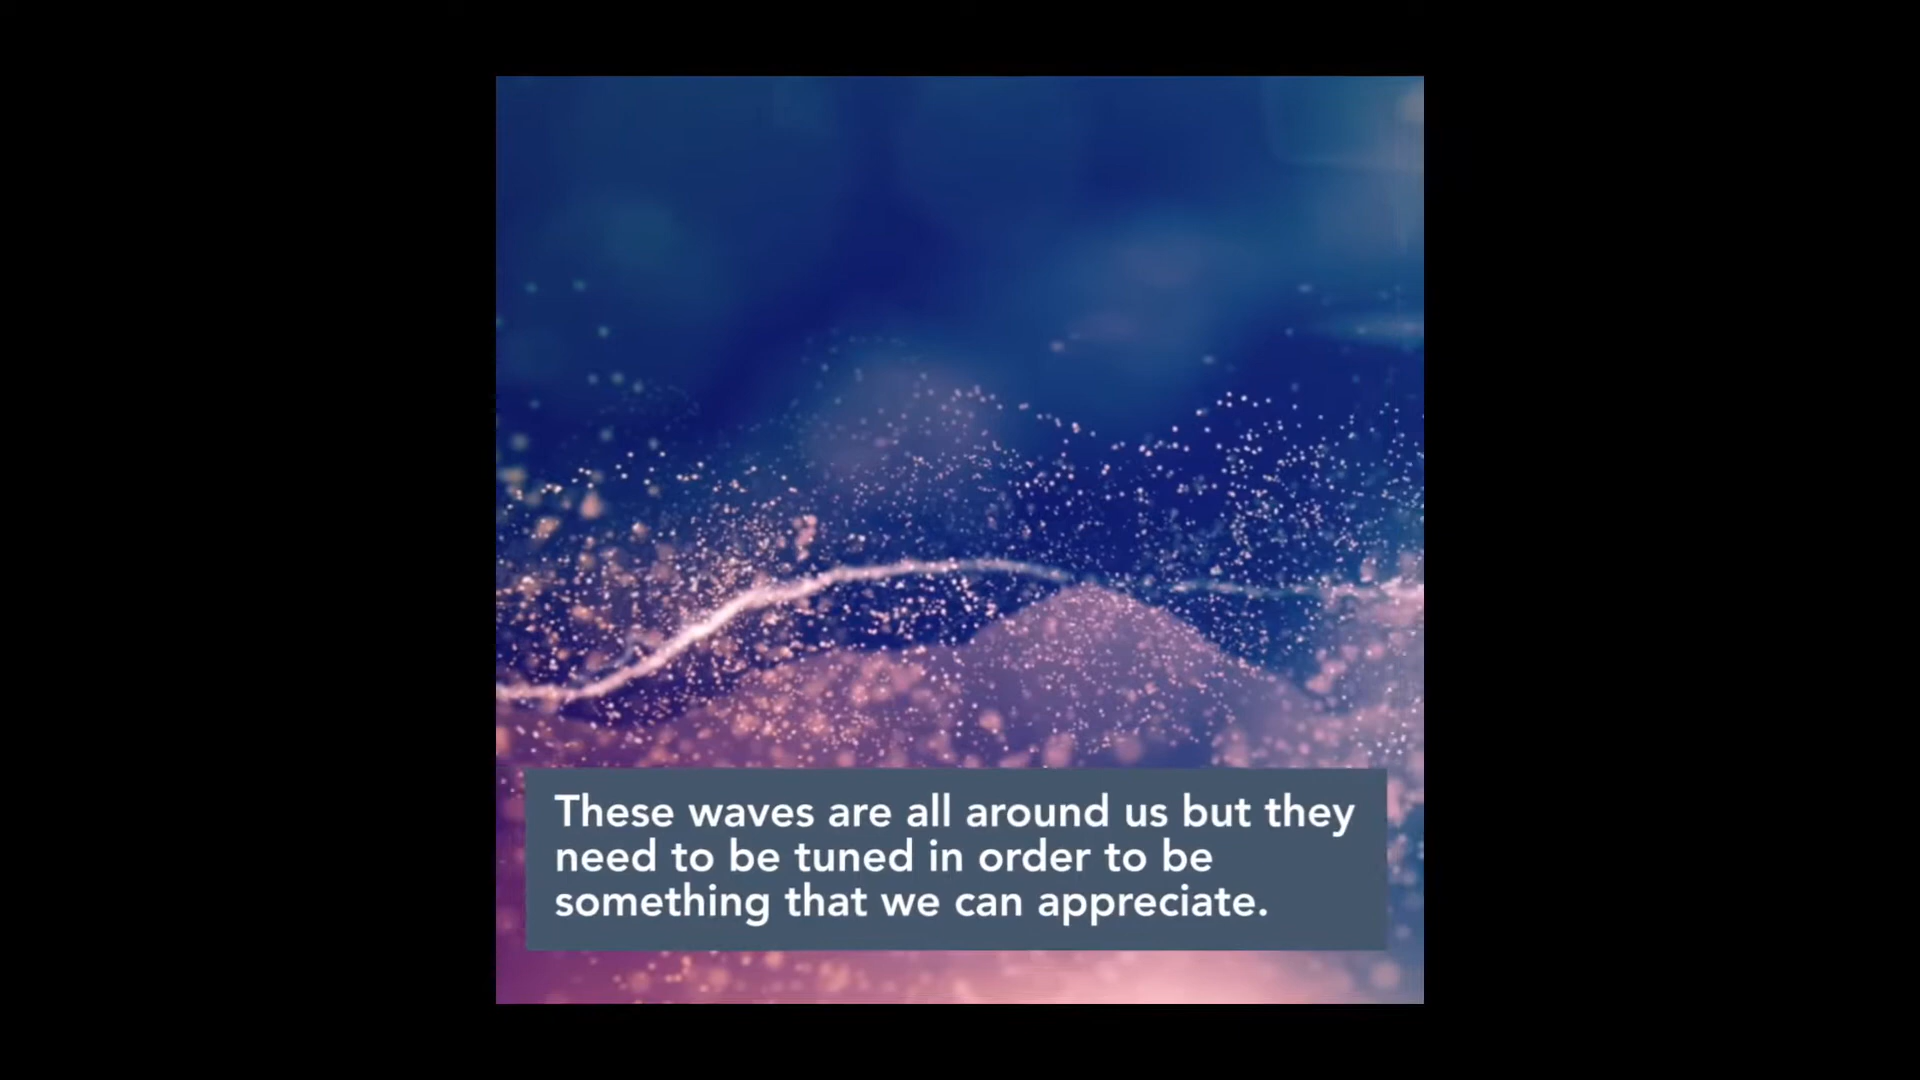 These waves are all around us but they
need to be tuned in order to be
something that we can appreciate.